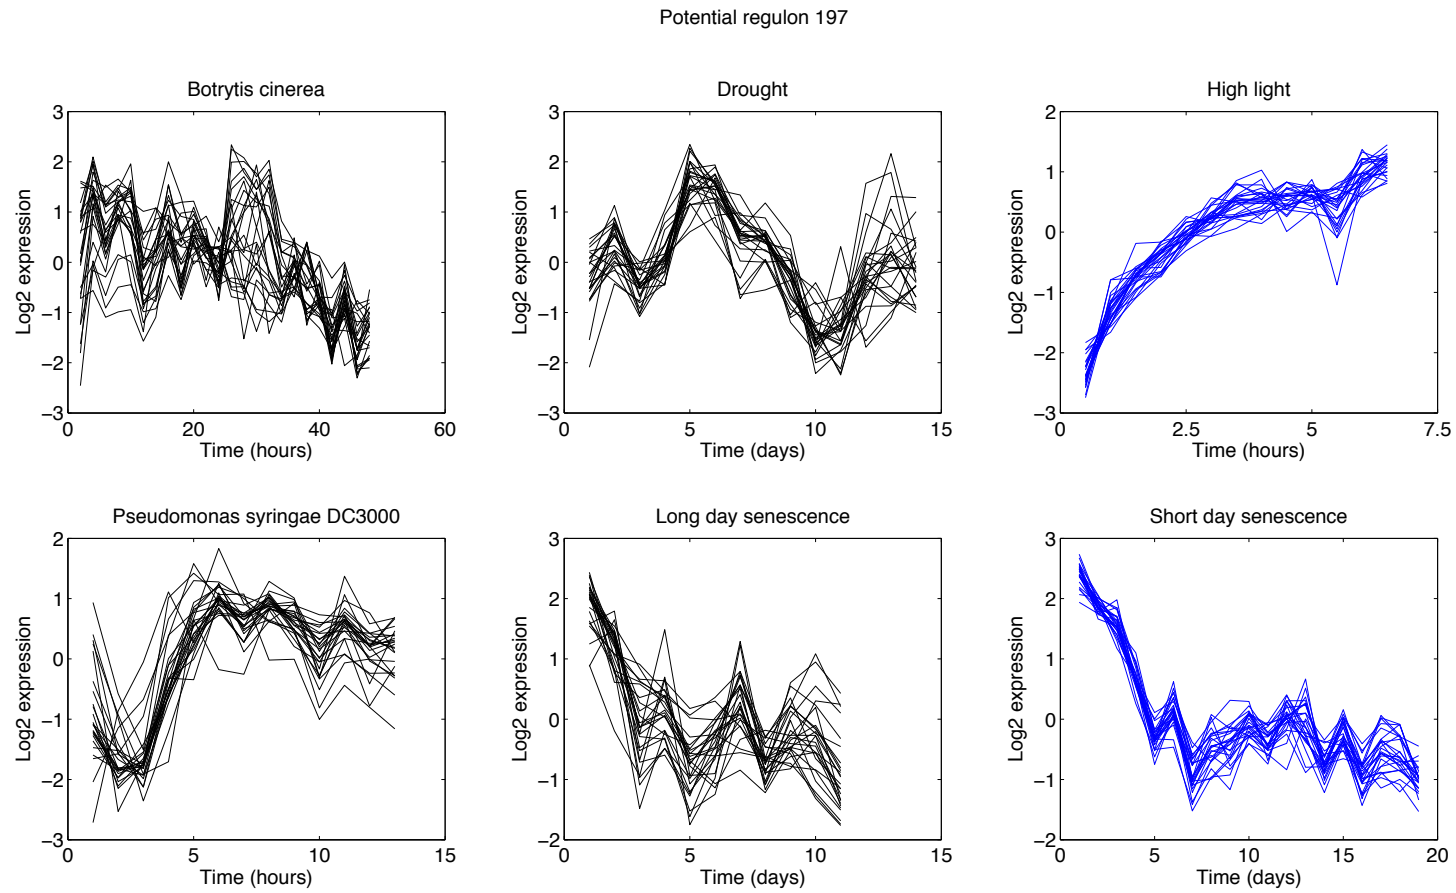 Potential regulon 197
Botrytis cinerea
3
2
1
0
−1
−2
−3
Log2 expression
0 20 40 60
Time (hours)
Drought
3
2
1
0
−1
−2
−3
Log2 expression
0 5 10 15
Time (days)
High light
2
1
0
−1
−2
−3
Log2 expression
0 2.5 5 7.5
Time (hours)
Pseudomonas syringae DC3000
2
1
0
−1
−2
−3
Log2 expression
0 5 10 15
Time (hours)
Long day senescence
3
2
1
0
−1
−2
Log2 expression
0 5 10 15
Time (days)
Short day senescence
3
2
1
0
−1
−2
Log2 expression
0 5 10 15 20
Time (days)